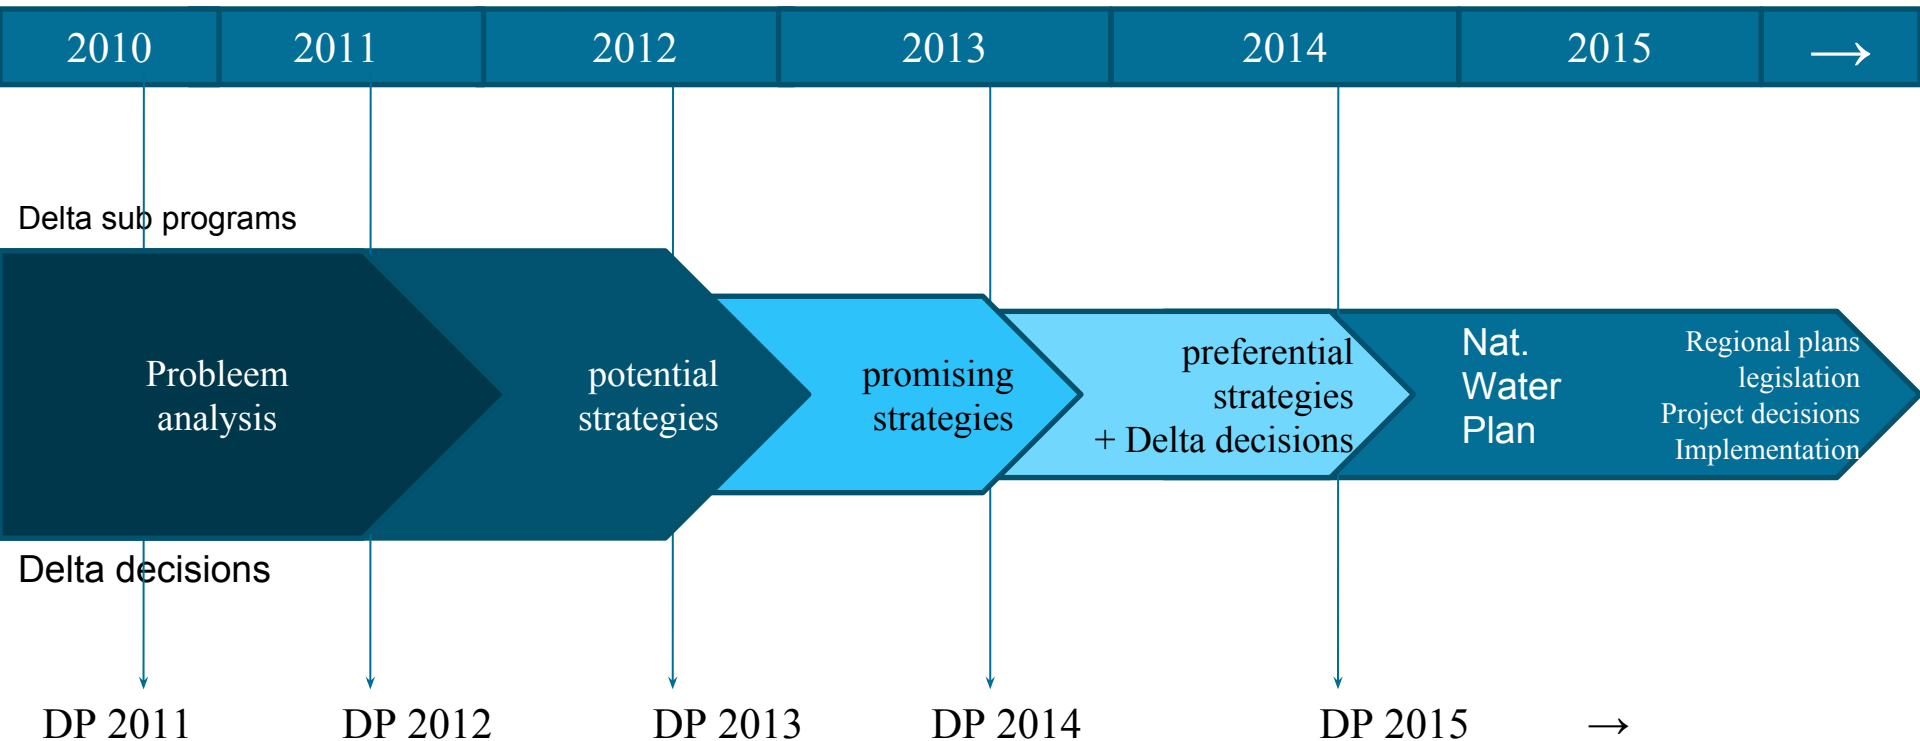 2010 2011 2012 2013 2014 2015 →
Delta sub programs
Probleem
analysis
potential
strategies
promising
strategies
preferential
strategies
+ Delta decisions
Nat.
Water
Plan
Regional plans
legislation
Project decisions
Implementation
Delta decisions
DP 2011 DP 2012 DP 2013 DP 2014 DP 2015 →